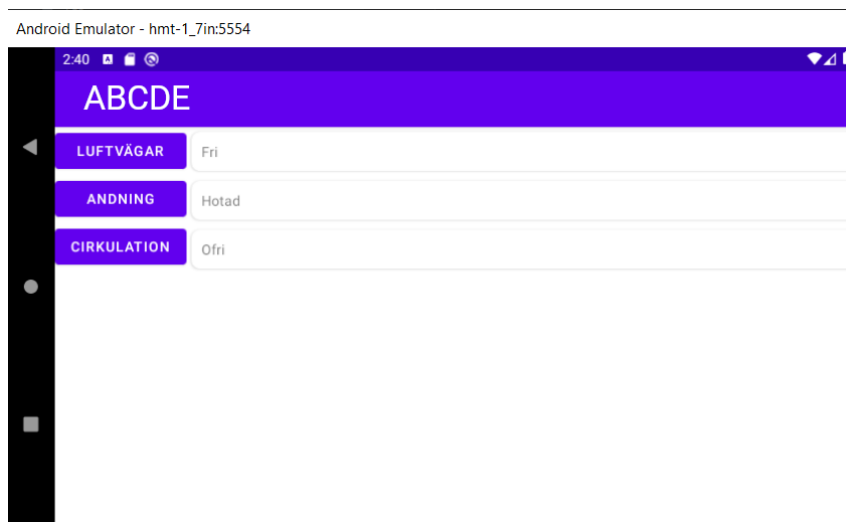 Android Emulator - hmt-1_7in:5554
2:40
ABCDE
LUFTVÄGAR Fri
ANDNING Hotad
CIRKULATION Ofri